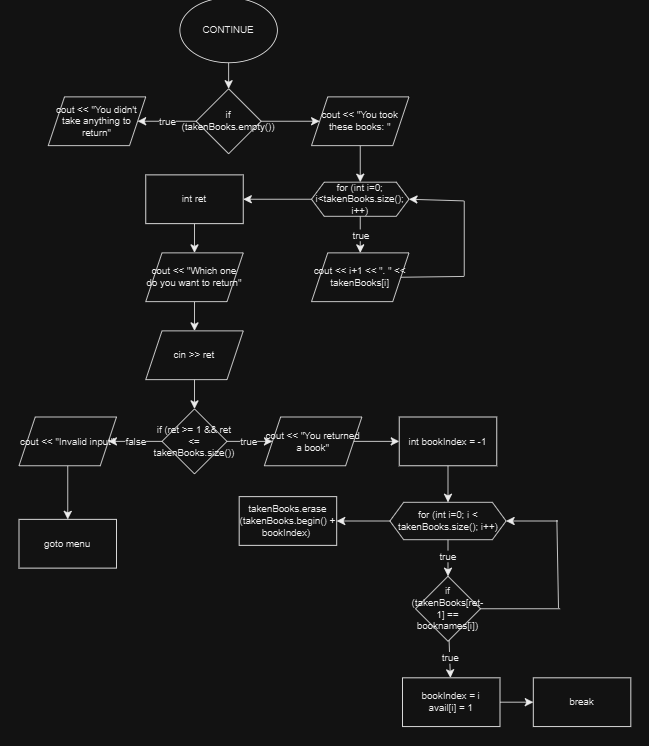 CONTINUE
cout << "You didn't
take anything to
return"
true
if
(takenBooks.empty())
cout << "You took
these books: "
int ret
for (int i=0;
i<takenBooks.size();
i++)
true
cout << "Which one
do you want to return"
cout << i+1 << ". " <<
takenBooks[i]
cin >> ret
cout << "Invalid input
false
if (ret >= 1 && ret
<=
takenBooks.size())
true
cout << "You returned
a book"
int bookIndex = -1
takenBooks.erase
(takenBooks.begin() +
bookIndex)
for (int i=0; i <
takenBooks.size(); i++)
goto menu
true
if
(takenBooks[ret-
1] ==
booknames[i])
true
bookIndex = i
avail[i] = 1
break